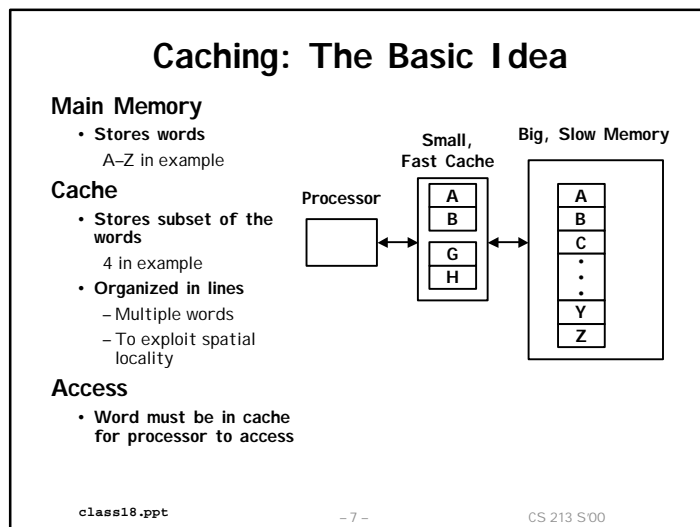 Caching: The Basic Idea
Main Memory
• Stores words
A–Z in example
Cache
• Stores subset of the
words
4 in example
• Organized in lines
– Multiple words
– To exploit spatial
locality
Access
• Word must be in cache
for processor to access
Processor
Small,
Fast Cache
A
B
G
H
Big, Slow Memory
A
B
C
•
•
•
Y
Z
class18.ppt
– 7 –
CS 213 S'00